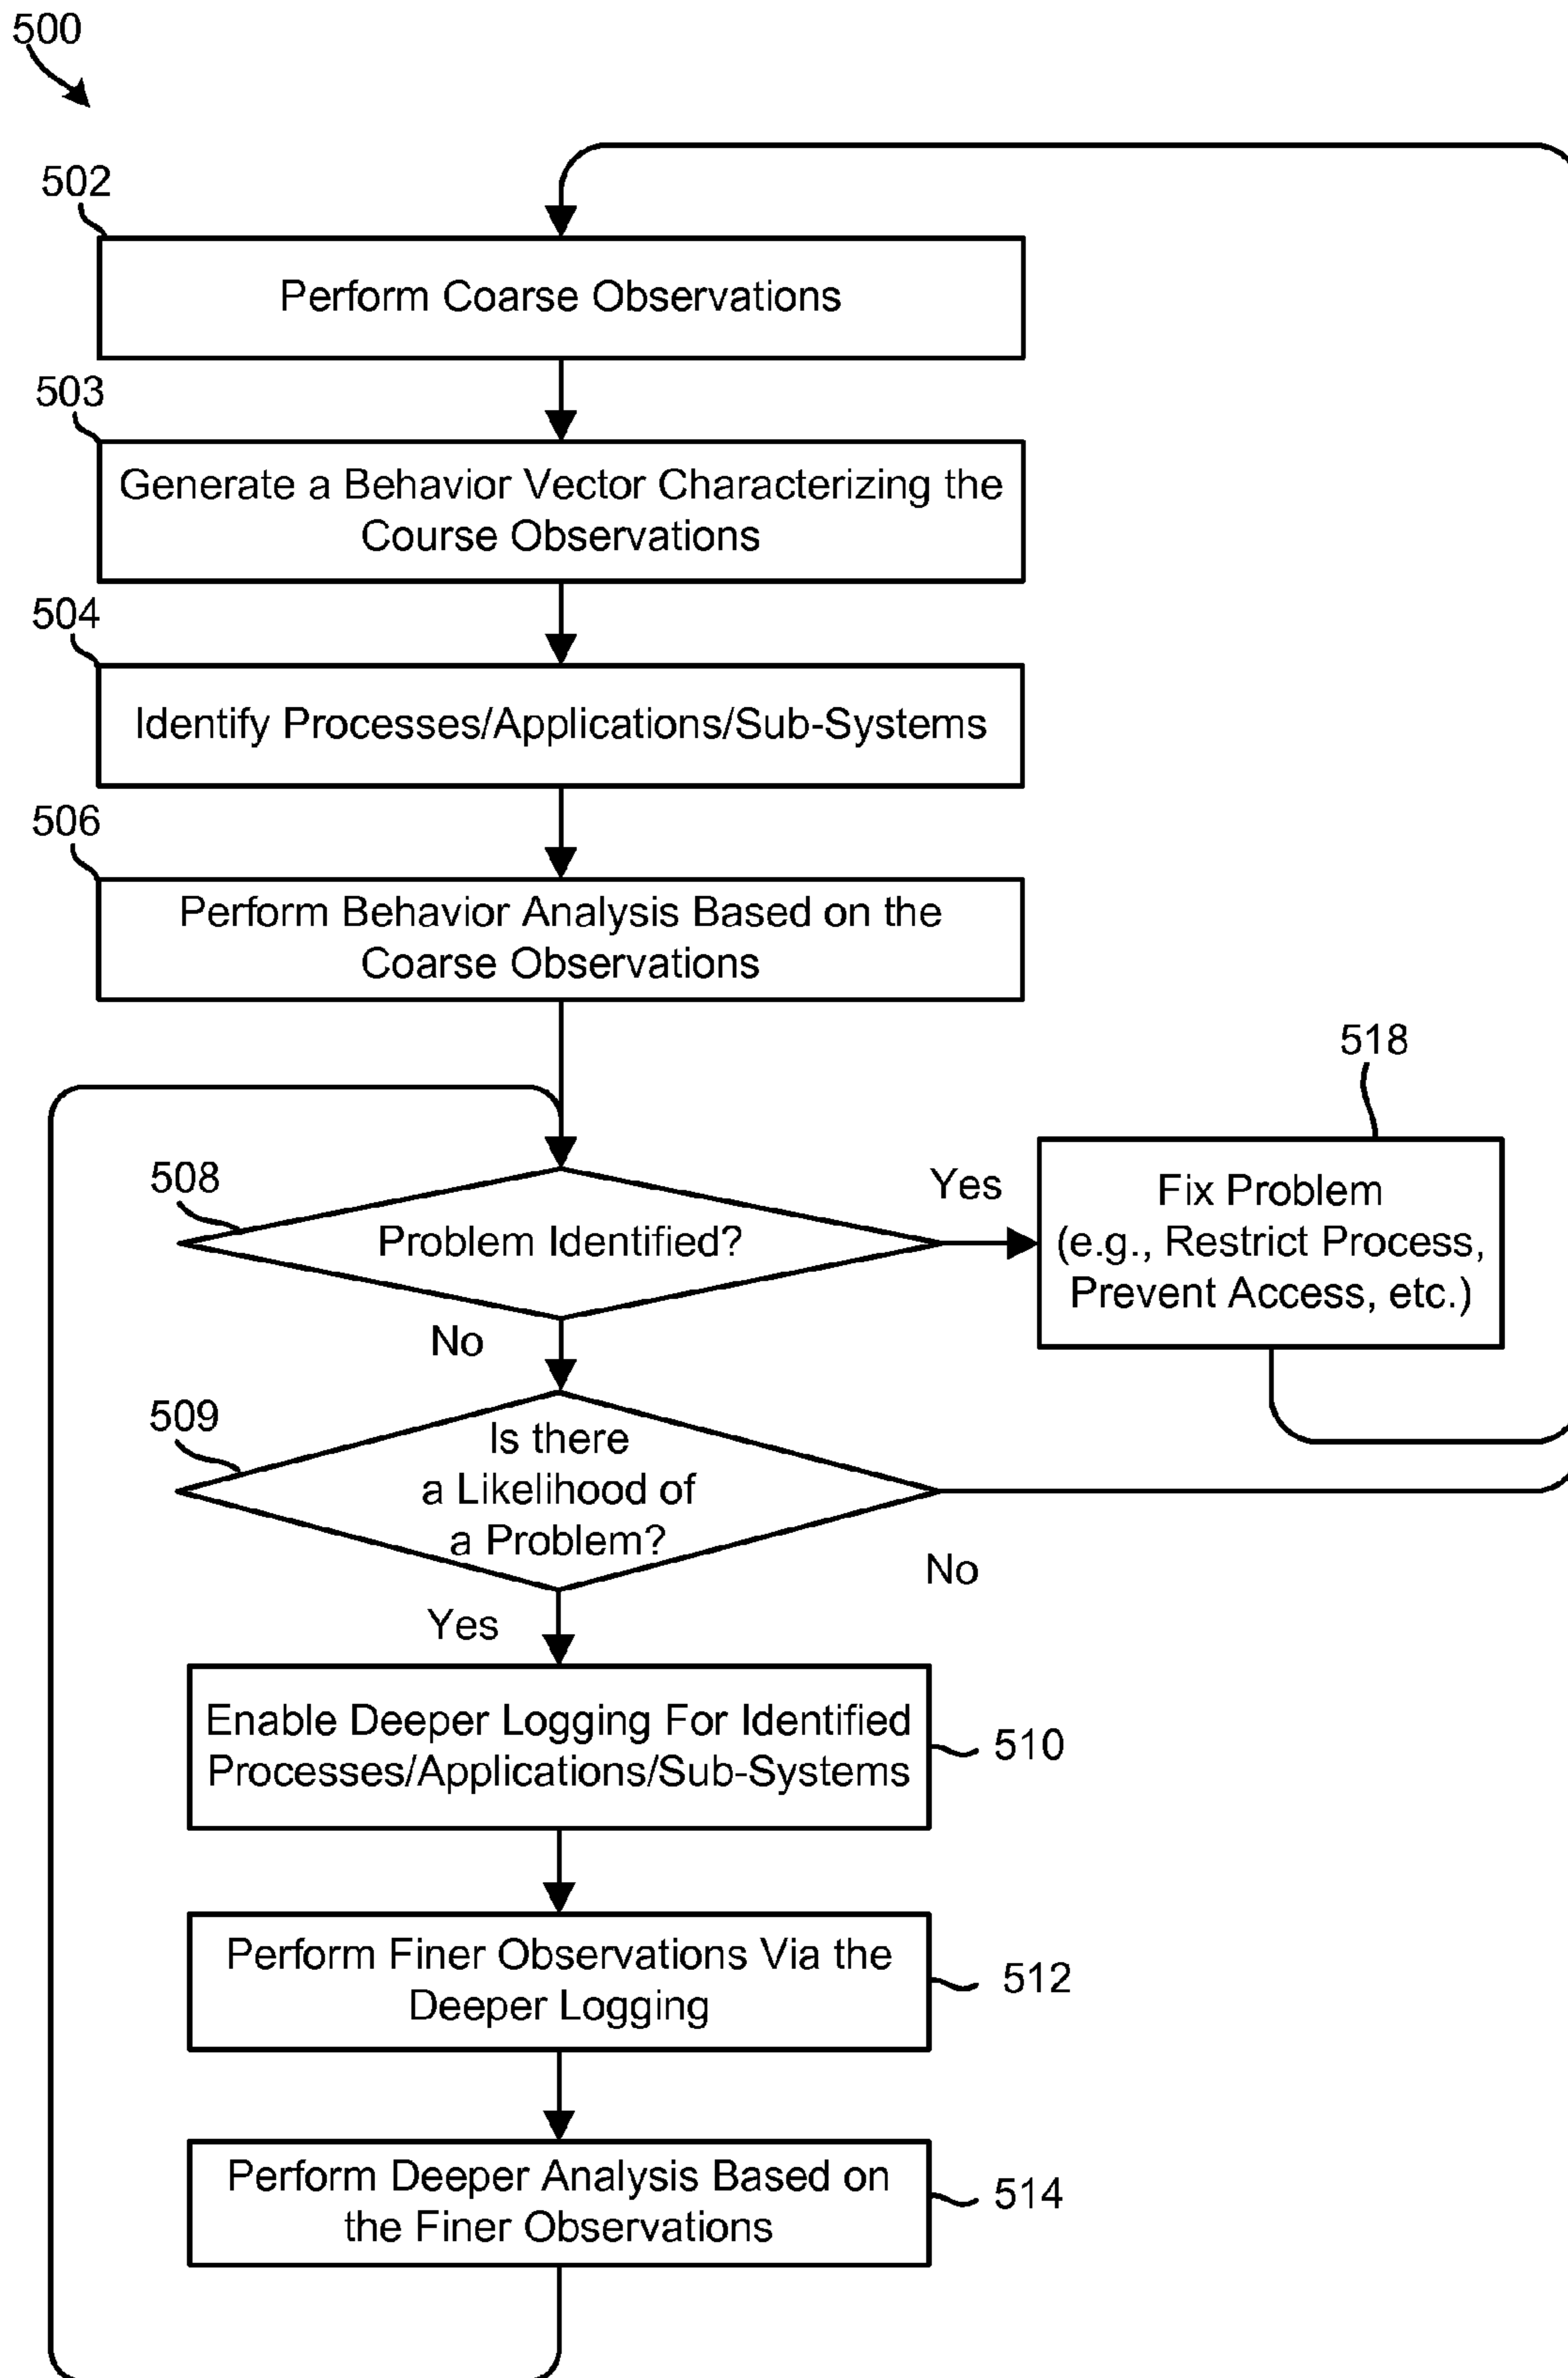 500
502
Perform Coarse Observations
503
Generate a Behavior Vector Characterizing the
Course Observations
504
Identify Processes/Applications/Sub-Systems
506
Perform Behavior Analysis Based on the
Coarse Observations
508
Problem Identified?
Yes
518
Fix Problem
(e.g., Restrict Process,
Prevent Access, etc.)
No
509
Is there
a Likelihood of
a Problem?
No
Yes
Enable Deeper Logging For Identified
Processes/Applications/Sub-Systems
510
Perform Finer Observations Via the
Deeper Logging
512
Perform Deeper Analysis Based on
the Finer Observations
514